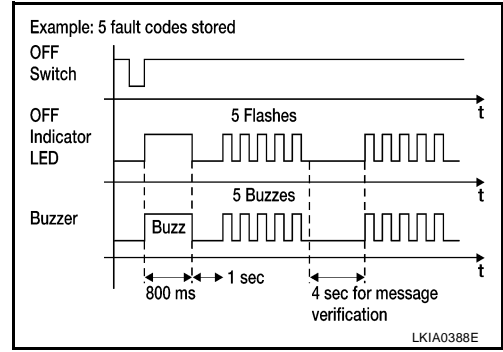 Example: 5 fault codes stored
OFF
Switch
t
OFF
Indicator
LED
5 Flashes
t
5 Buzzes
Buzzer
Buzz
t
1 sec
800 ms
4 sec for message
verification
LKIA0388E